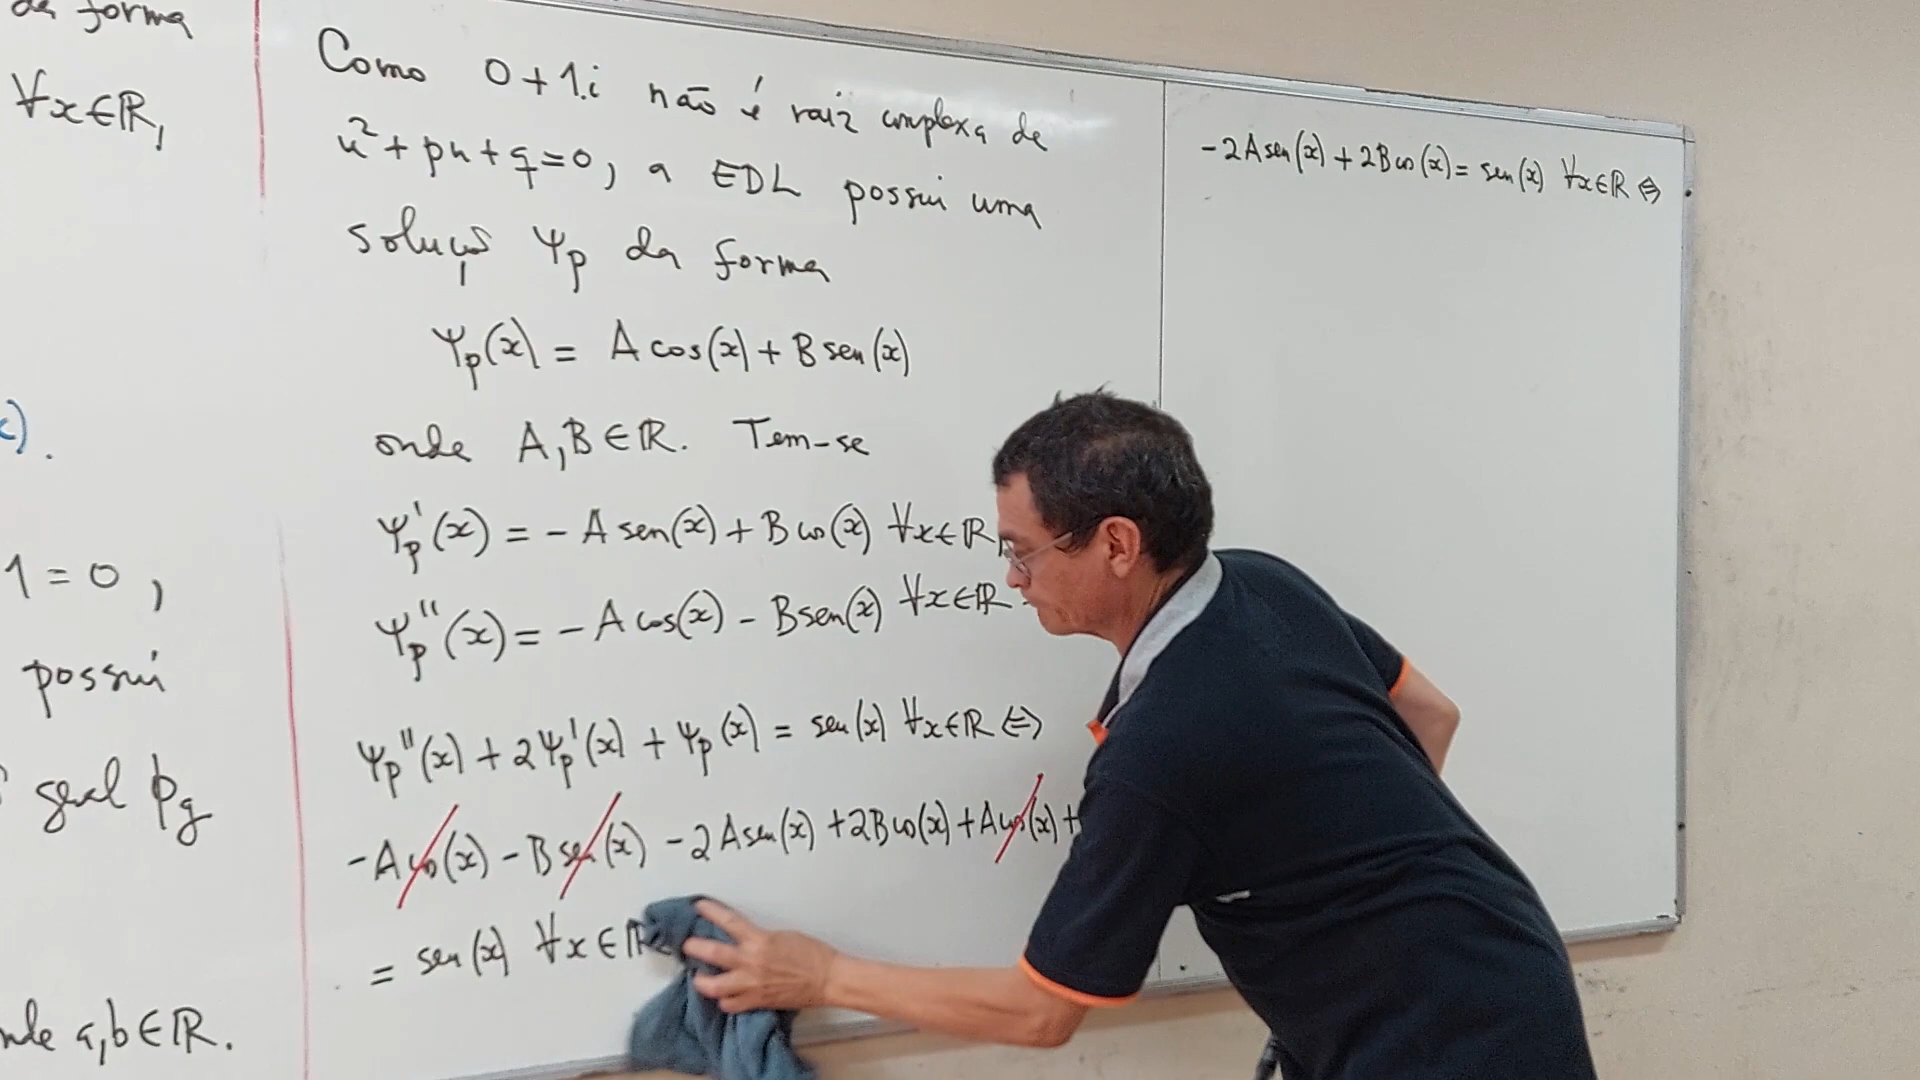 da forma
∀x∈ℝ,
).
1 = 0 ,
possui
geral φg
nde a,b ∈ ℝ.
Como 0+1.i não é raiz complexa de
u²+pu+q=0, a EDL possui uma
solução Ψp da forma
Ψp(x) = A cos(x) + B sen(x)
onde A,B ∈ ℝ. Tem-se
Ψp'(x) = - A sen(x) + B cos(x) ∀x∈ℝ,
Ψp''(x) = - A cos(x) - B sen(x) ∀x∈ℝ.
Ψp''(x) + 2Ψp'(x) + Ψp(x) = sen(x) ∀x∈ℝ ⇔
-A cos(x) - B sen(x) - 2A sen(x) + 2B cos(x) + A cos(x) +
= sen(x) ∀x∈ℝ
-2A sen(x) + 2B cos(x) = sen(x) ∀x∈ℝ ⇔